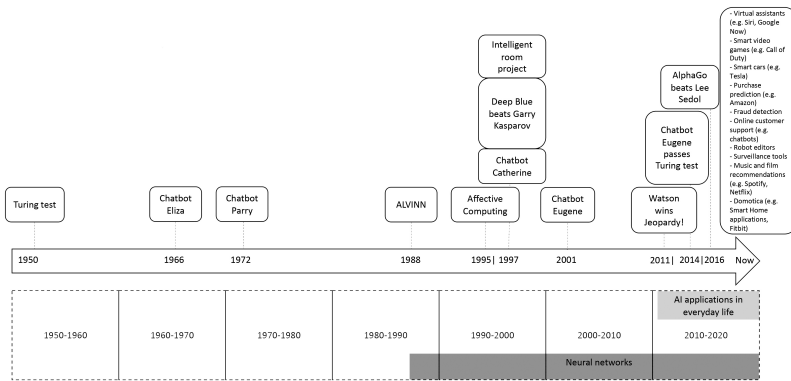 Turing test
Chatbot
Eliza
Chatbot
Parry
ALVINN
Intelligent
room
project
Deep Blue
beats Garry
Kasparov
Chatbot
Catherine
Affective
Computing
Chatbot
Eugene
AlphaGo
beats Lee
Sedol
Chatbot
Eugene
passes
Turing test
Watson
wins
Jeopardy!
- Virtual assistants
(e.g. Siri, Google
Now)
- Smart video
games (e.g. Call of
Duty)
- Smart cars (e.g.
Tesla)
- Purchase
prediction (e.g.
Amazon)
- Fraud detection
- Online customer
support (e.g.
chatbots)
- Robot editors
- Surveillance tools
- Music and film
recommendations
(e.g. Spotify,
Netflix)
- Domotica (e.g.
Smart Home
applications,
Fitbit)
1950 1966 1972 1988 1995| 1997 2001 2011| 2014 |2016 Now
AI applications in
everyday life
1950-1960 1960-1970 1970-1980 1980-1990 1990-2000 2000-2010 2010-2020
Neural networks